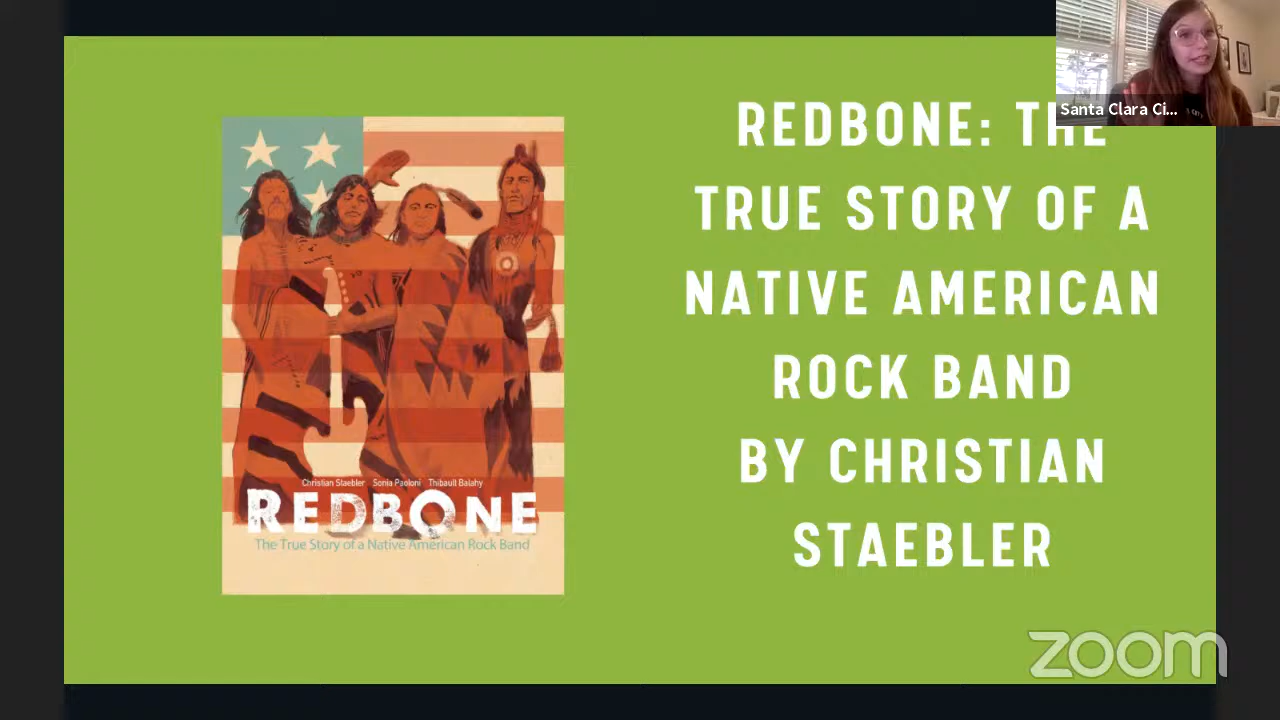 Santa Clara Ci...
REDBONE: THE
TRUE STORY OF A
NATIVE AMERICAN
ROCK BAND
BY CHRISTIAN
STAEBLER
Christian Staebler Sonia Paoloni Thibault Balahy
REDBONE
The True Story of a Native American Rock Band
zoom